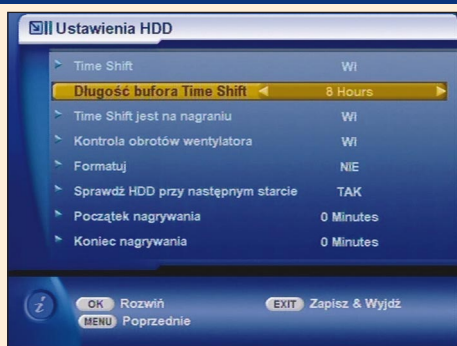 Ustawienia HDD
Time Shift Wł
Długość bufora Time Shift 8 Hours
Time Shift jest na nagraniu Wł
Kontrola obrotów wentylatora Wł
Formatuj NIE
Sprawdź HDD przy następnym starcie TAK
Początek nagrywania 0 Minutes
Koniec nagrywania 0 Minutes
i OK Rozwiń EXIT Zapisz & Wyjdź
MENU Poprzednie